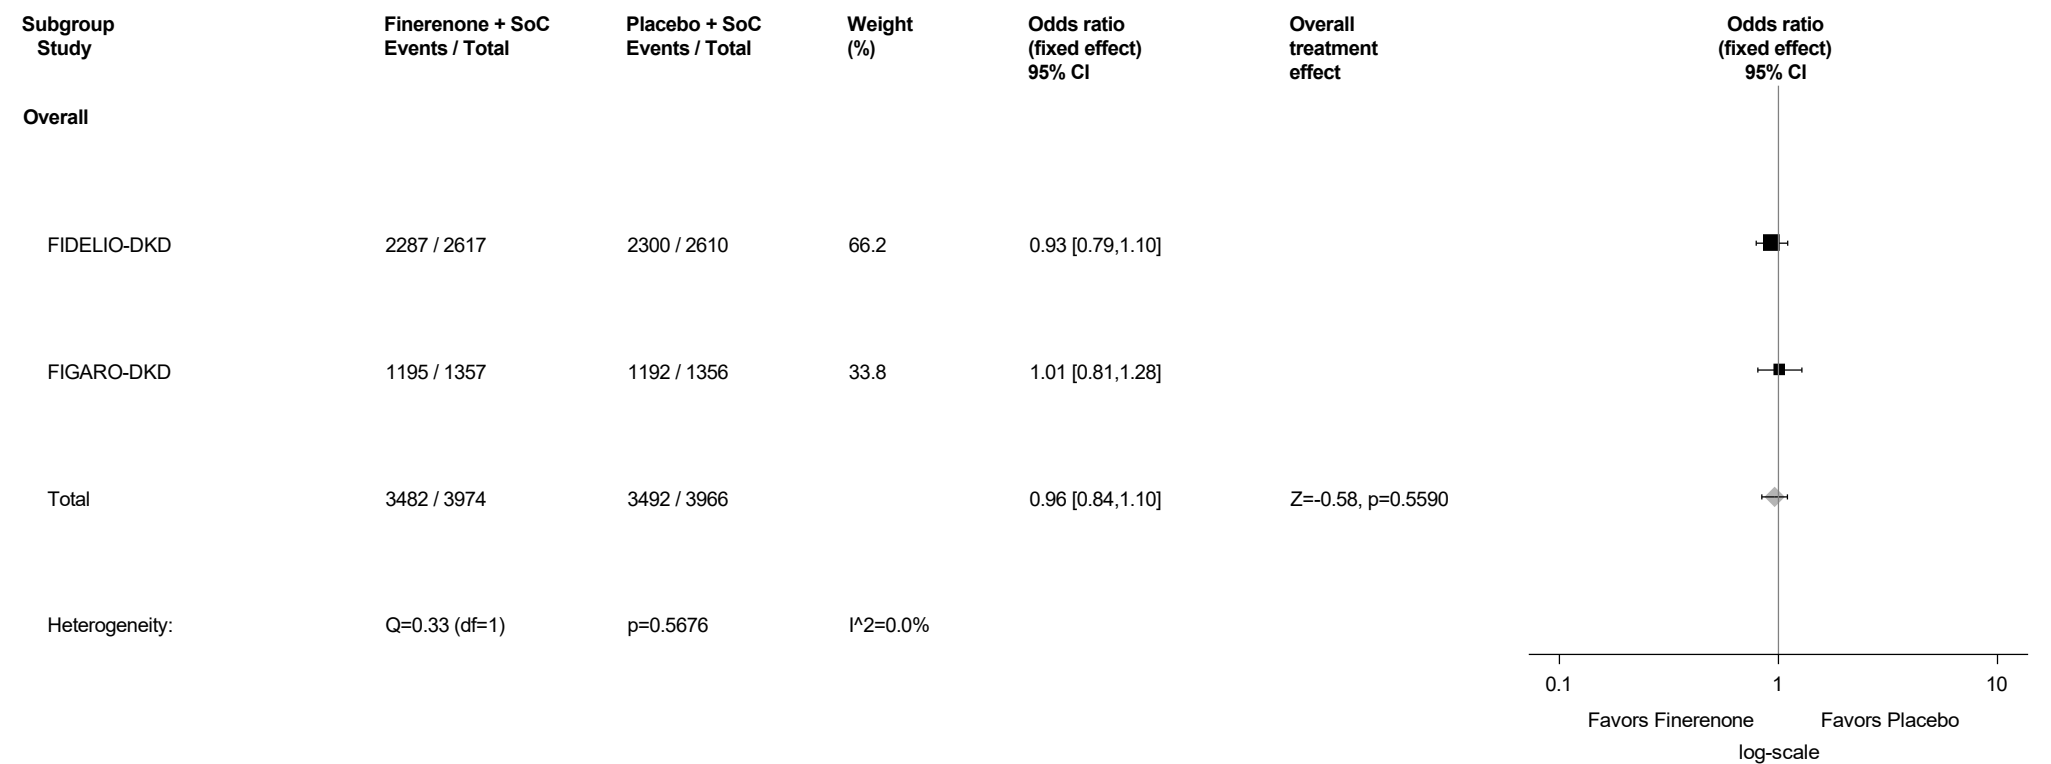 Subgroup Finerenone + SoC Placebo + SoC Weight Odds ratio Overall Odds ratio
Study Events / Total Events / Total (%) (fixed effect) treatment (fixed effect)
95% CI effect 95% CI
Overall
FIDELIO-DKD 2287 / 2617 2300 / 2610 66.2 0.93 [0.79,1.10]
FIGARO-DKD 1195 / 1357 1192 / 1356 33.8 1.01 [0.81,1.28]
Total 3482 / 3974 3492 / 3966 0.96 [0.84,1.10] Z=-0.58, p=0.5590
Heterogeneity: Q=0.33 (df=1) p=0.5676 I^2=0.0%
0.1 1 10
Favors Finerenone Favors Placebo
log-scale